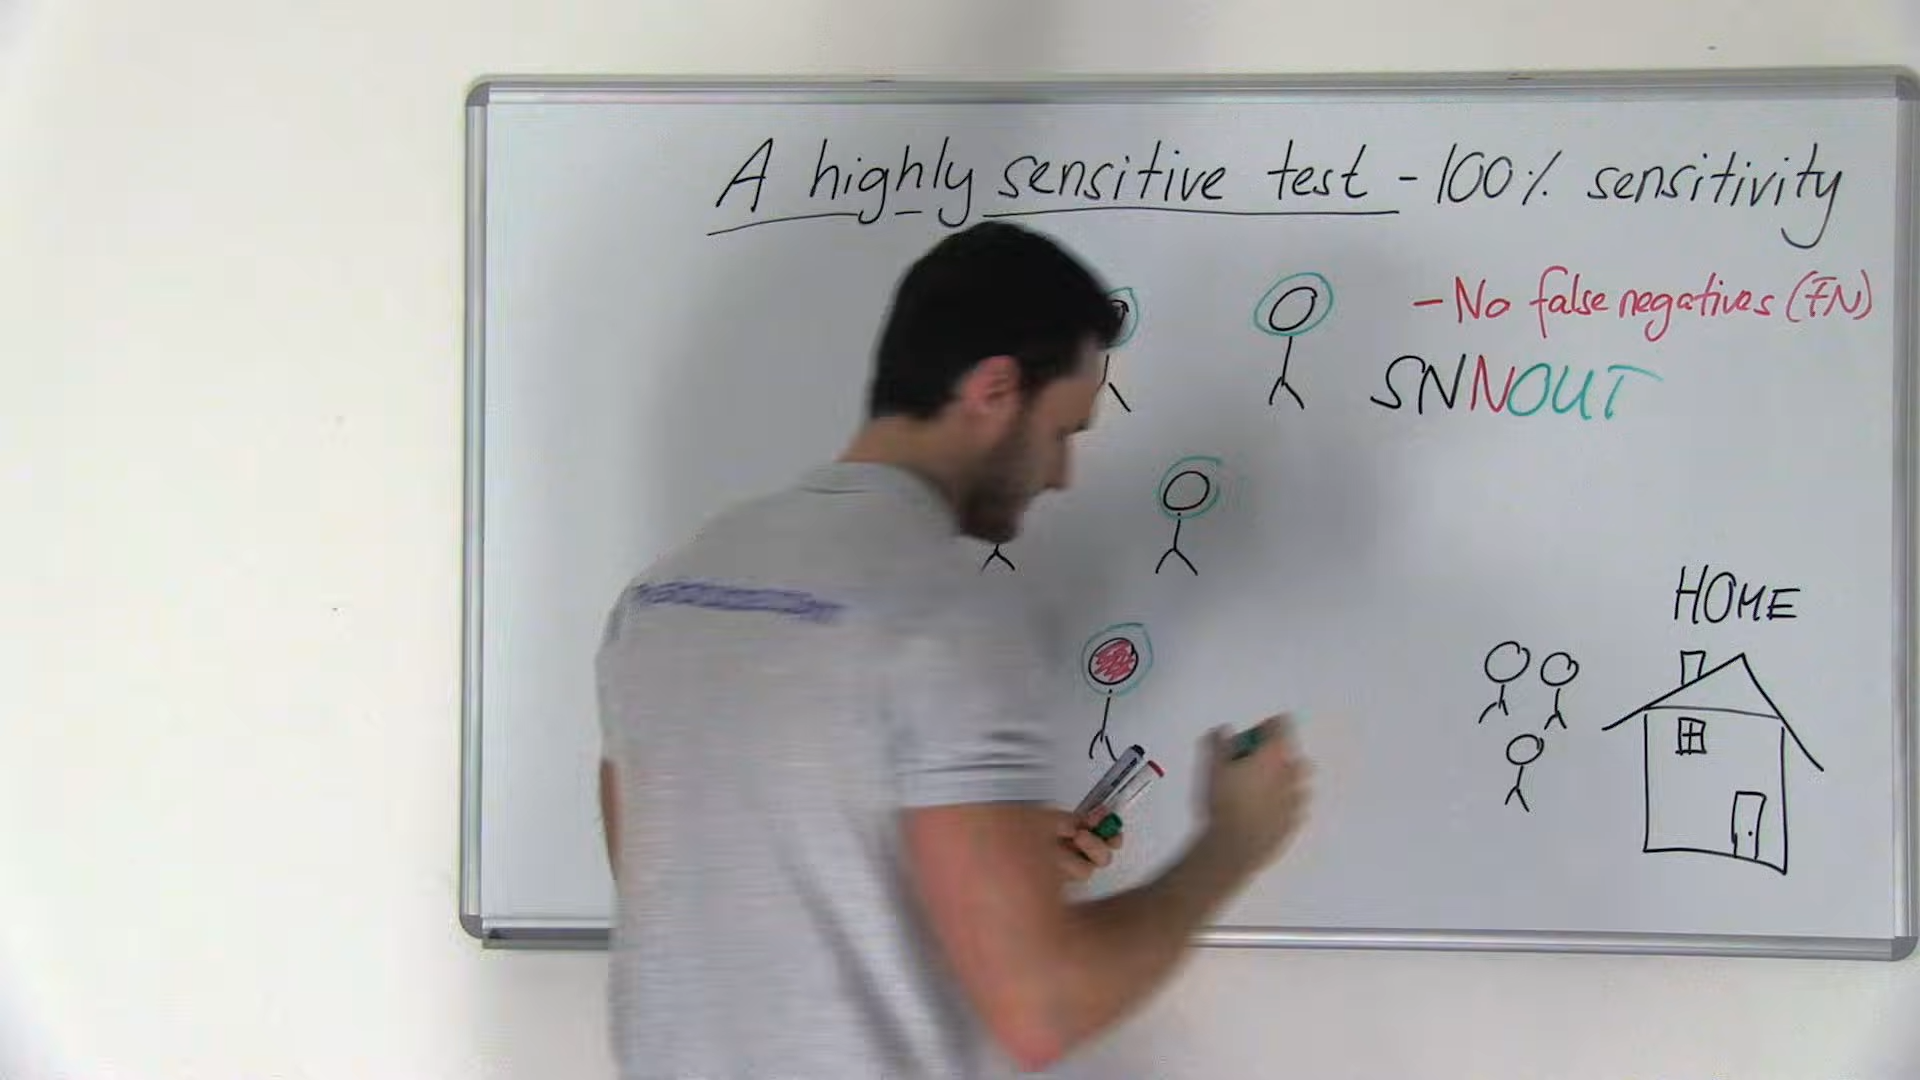 A highly sensitive test - 100% sensitivity
- No false negatives (FN)
SNNOUT
HOME